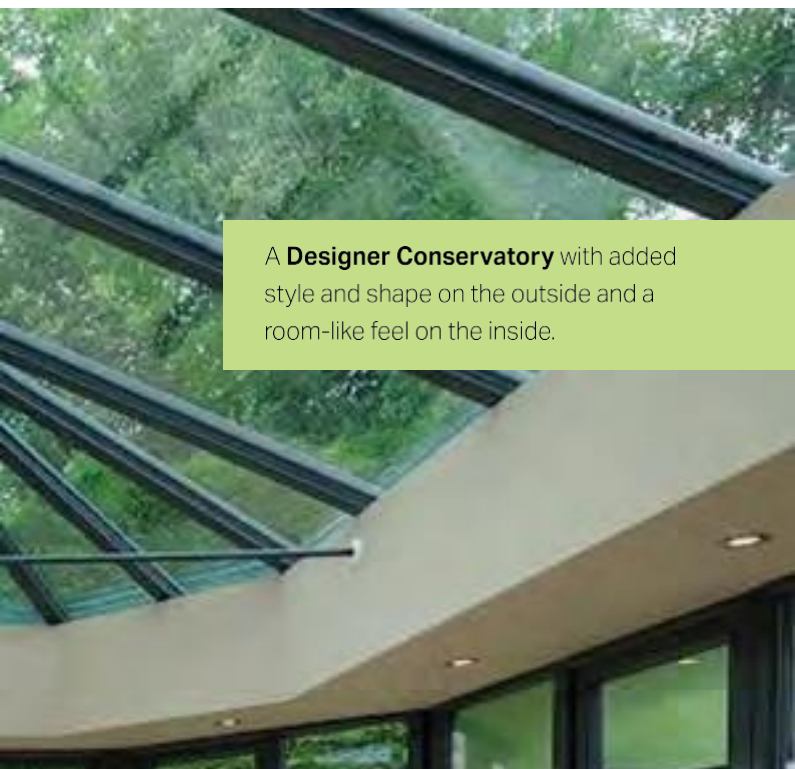 A Designer Conservatory with added
style and shape on the outside and a
room-like feel on the inside.